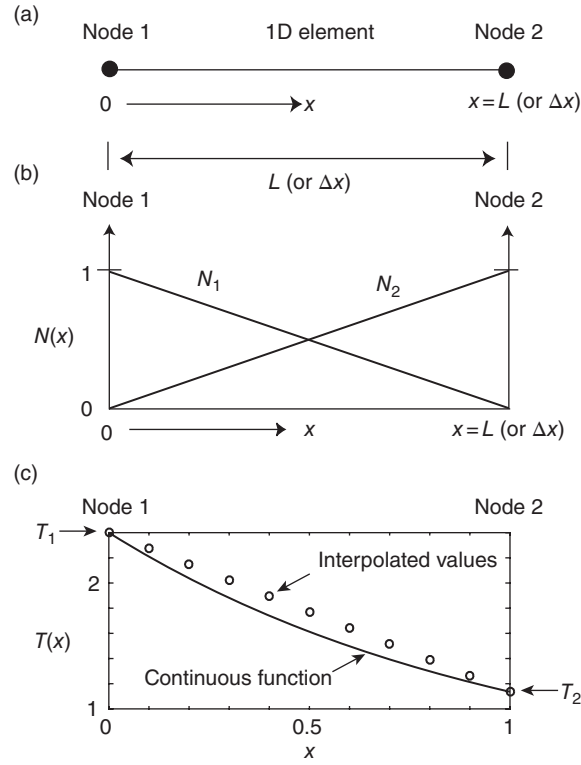 (a)
Node 1 1D element Node 2
0 x x = L (or Δx)
L (or Δx)
(b)
Node 1 Node 2
1
N1 N2
N(x)
0
0 x x = L (or Δx)
(c)
Node 1 Node 2
T1
2
Interpolated values
T(x)
Continuous function
T2
1
0 0.5 1
x